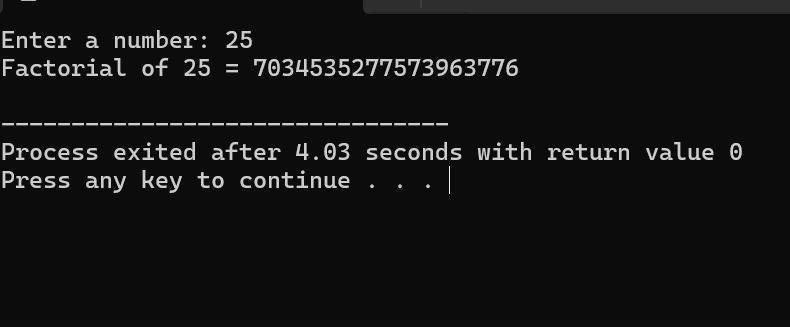 Enter a number: 25
Factorial of 25 = 7034535277573963776
--------------------------------
Process exited after 4.03 seconds with return value 0
Press any key to continue . . .